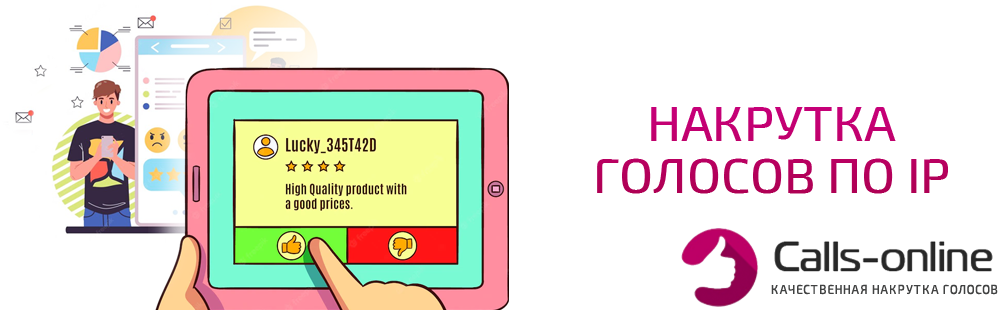 Lucky_345T42D
High Quality product with
a good prices.
НАКРУТКА
ГОЛОСОВ ПО IP
Calls-online
КАЧЕСТВЕННАЯ НАКРУТКА ГОЛОСОВ